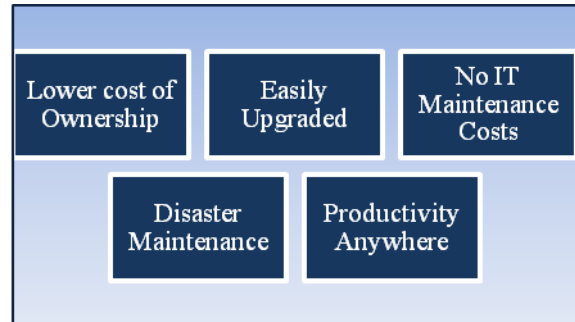 Lower cost of
Ownership
Easily
Upgraded
No IT
Maintenance
Costs
Disaster
Maintenance
Productivity
Anywhere